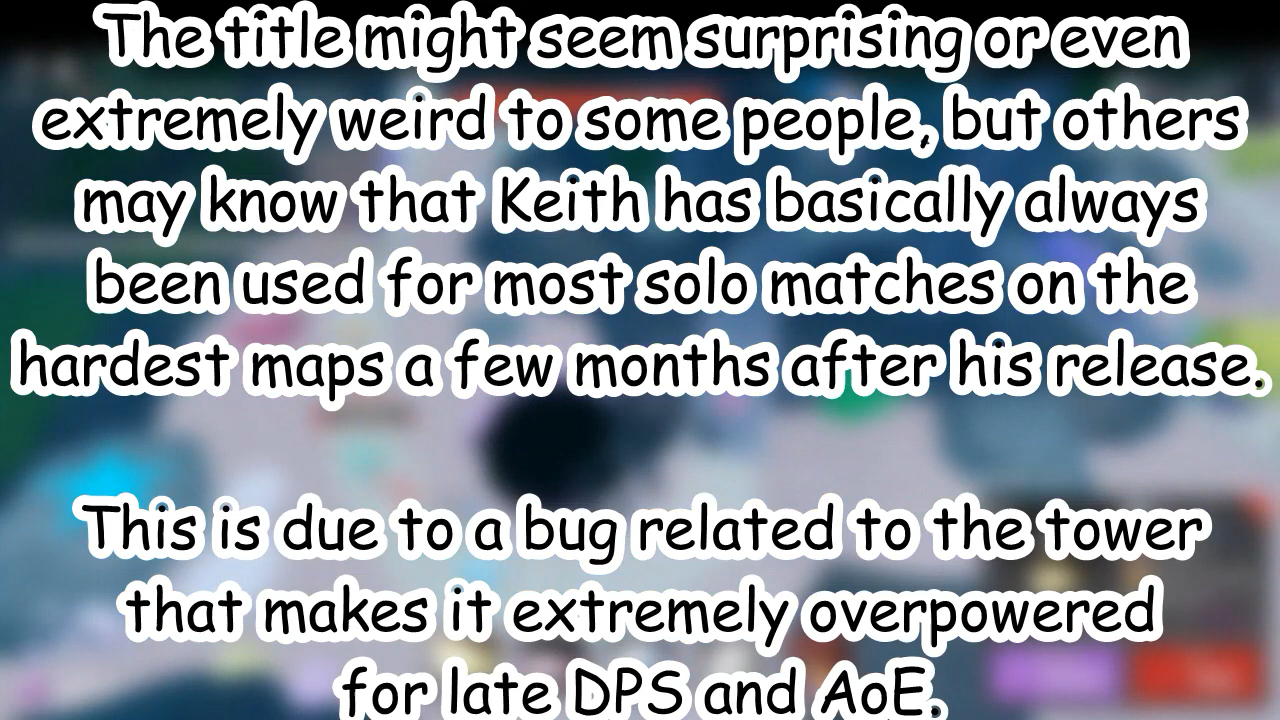 The title might seem surprising or even
extremely weird to some people, but others
may know that Keith has basically always
been used for most solo matches on the
hardest maps a few months after his release.
This is due to a bug related to the tower
that makes it extremely overpowered
for late DPS and AoE.